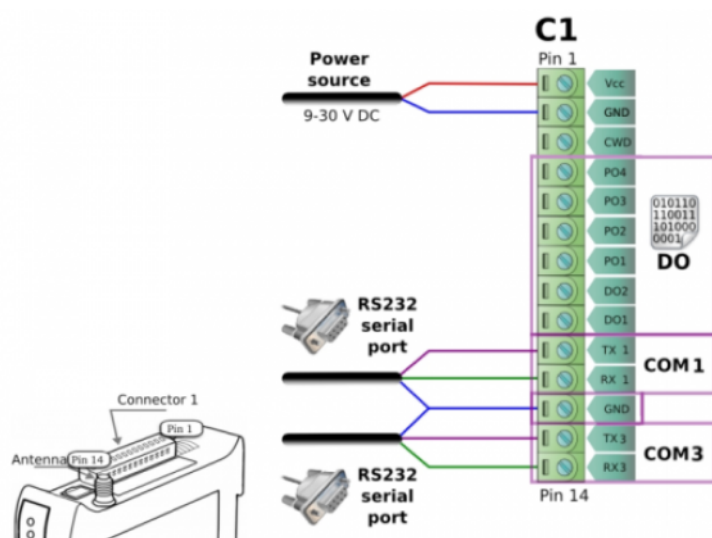 C1
Pin 1
Power
source
9-30 V DC
Vcc
GND
CWD
PO4
PO3
PO2
PO1
DO2
DO1
010110
110011
101000
0001
DO
RS232
serial
port
TX 1
RX 1
COM1
GND
TX3
RX3
COM3
Pin 14
RS232
serial
port
Connector 1
Pin 1
Antenna
Pin 14